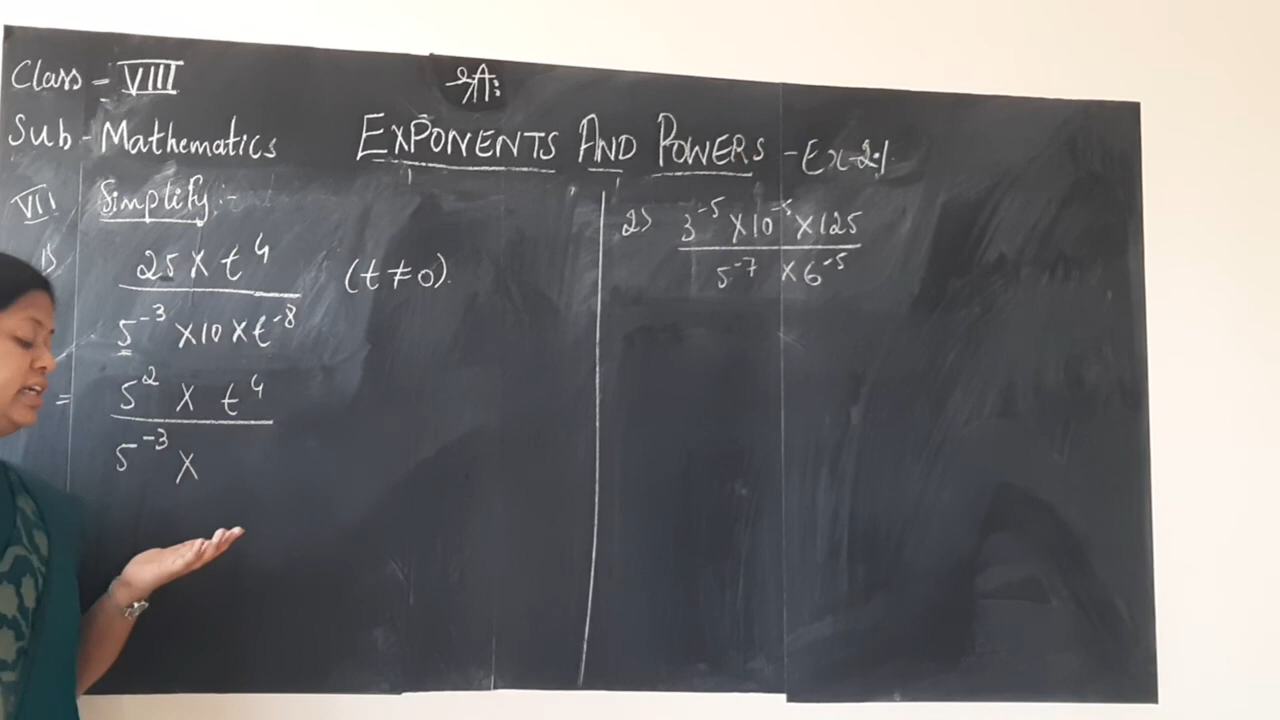 Class - VIII
Sub - Mathematics
EXPONENTS AND POWERS - Ex-2.1
VII Simplify:-
1) 25 × t⁴ / 5⁻³ × 10 × t⁻⁸ (t ≠ 0).
= 5² × t⁴ / 5⁻³ ×
2) 3⁻⁵ × 10⁻⁵ × 125 / 5⁻⁷ × 6⁻⁵